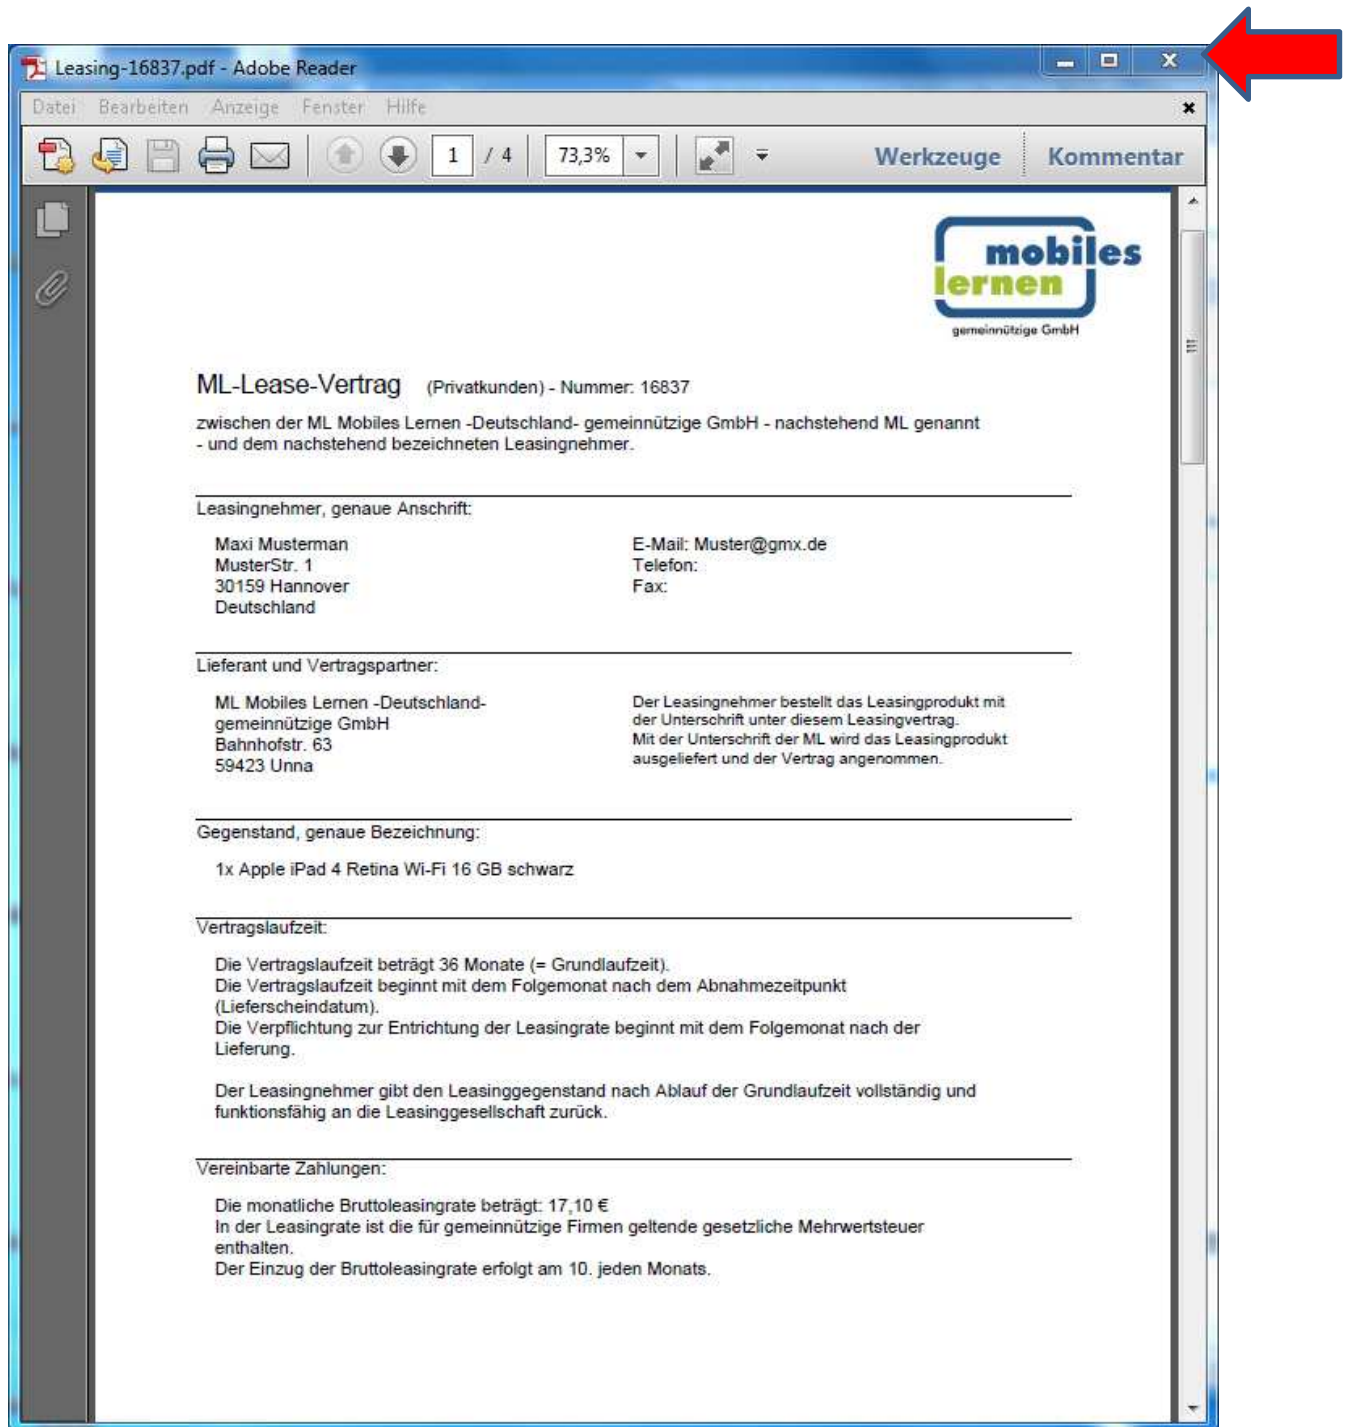 Leasing-16837.pdf - Adobe Reader
Datei Bearbeiten Anzeige Fenster Hilfe
1 / 4 73,3% Werkzeuge Kommentar
mobiles
lernen
gemeinnützige GmbH
ML-Lease-Vertrag (Privatkunden) - Nummer: 16837
zwischen der ML Mobiles Lernen -Deutschland- gemeinnützige GmbH - nachstehend ML genannt
- und dem nachstehend bezeichneten Leasingnehmer.
Leasingnehmer, genaue Anschrift:
Maxi Musterman
MusterStr. 1
30159 Hannover
Deutschland
E-Mail: Muster@gmx.de
Telefon:
Fax:
Lieferant und Vertragspartner:
ML Mobiles Lernen -Deutschland-
gemeinnützige GmbH
Bahnhofstr. 63
59423 Unna
Der Leasingnehmer bestellt das Leasingprodukt mit
der Unterschrift unter diesem Leasingvertrag.
Mit der Unterschrift der ML wird das Leasingprodukt
ausgeliefert und der Vertrag angenommen.
Gegenstand, genaue Bezeichnung:
1x Apple iPad 4 Retina Wi-Fi 16 GB schwarz
Vertragslaufzeit:
Die Vertragslaufzeit beträgt 36 Monate (= Grundlaufzeit).
Die Vertragslaufzeit beginnt mit dem Folgemonat nach dem Abnahmezeitpunkt
(Lieferscheindatum).
Die Verpflichtung zur Entrichtung der Leasingrate beginnt mit dem Folgemonat nach der
Lieferung.
Der Leasingnehmer gibt den Leasinggegenstand nach Ablauf der Grundlaufzeit vollständig und
funktionsfähig an die Leasinggesellschaft zurück.
Vereinbarte Zahlungen:
Die monatliche Bruttoleasingrate beträgt: 17,10 €
In der Leasingrate ist die für gemeinnützige Firmen geltende gesetzliche Mehrwertsteuer
enthalten.
Der Einzug der Bruttoleasingrate erfolgt am 10. jeden Monats.